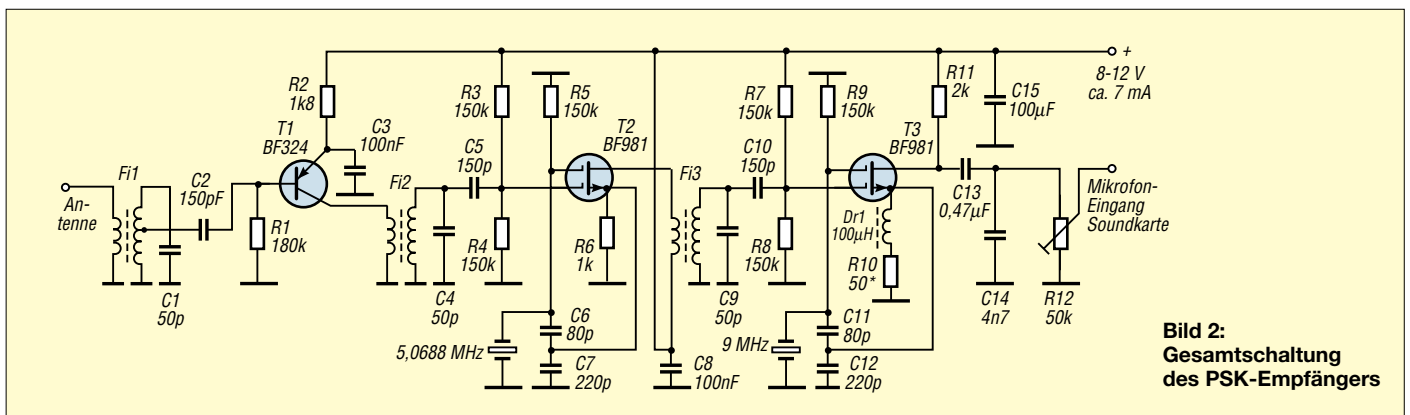 An-
tenne
Fi1
C1
50p
C2
150pF
R1
180k
T1
BF324
R2
1k8
C3
100nF
Fi2
C4
50p
C5
150p
R3
150k
R4
150k
R5
150k
T2
BF981
R6
1k
5,0688 MHz
C6
80p
C7
220p
C8
100nF
Fi3
C9
50p
C10
150p
R7
150k
R8
150k
R9
150k
T3
BF981
Dr1
100µH
R10
50*
9 MHz
C11
80p
C12
220p
R11
2k
C13
0,47µF
C14
4n7
C15
100µF
R12
50k
+
8-12 V
ca. 7 mA
Mikrofon-
Eingang
Soundkarte
Bild 2:
Gesamtschaltung
des PSK-Empfängers